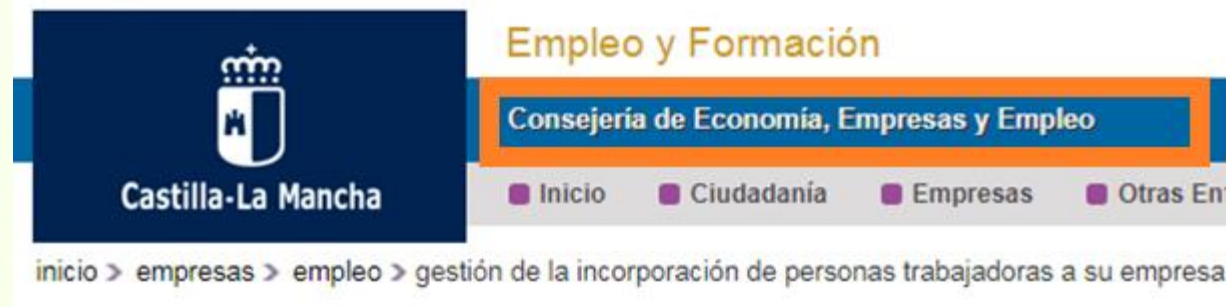 Empleo y Formación
Consejería de Economía, Empresas y Empleo
Castilla-La Mancha
Inicio Ciudadanía Empresas Otras
inicio > empresas > empleo > gestión de la incorporación de personas trabajadoras a su empresa